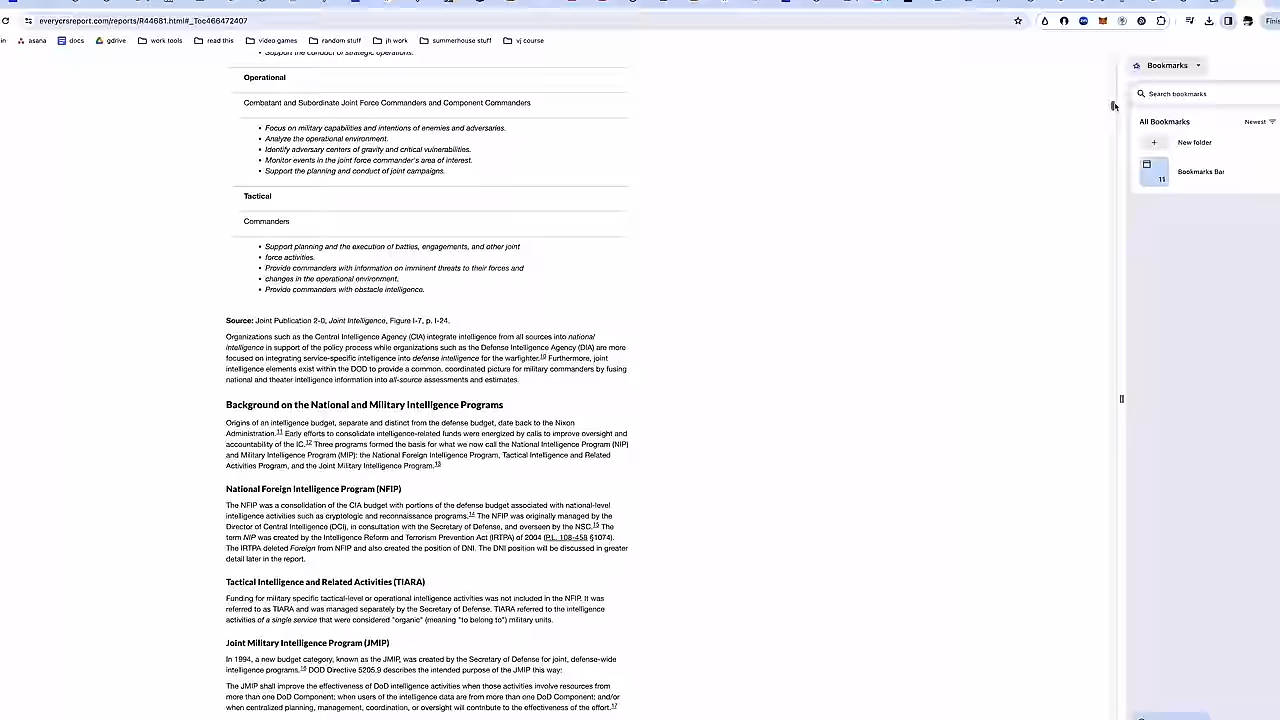 everycrsreport.com/reports/R44681.html#_Toc466472407
Finis
in asana docs gdrive work tools read this video games random stuff jh work summerhouse stuff vj course
• Support the conduct of strategic operations.
Operational
Combatant and Subordinate Joint Force Commanders and Component Commanders
• Focus on military capabilities and intentions of enemies and adversaries.
• Analyze the operational environment.
• Identify adversary centers of gravity and critical vulnerabilities.
• Monitor events in the joint force commander's area of interest.
• Support the planning and conduct of joint campaigns.
Tactical
Commanders
• Support planning and the execution of battles, engagements, and other joint
• force activities.
• Provide commanders with information on imminent threats to their forces and
• changes in the operational environment.
• Provide commanders with obstacle intelligence.
Source: Joint Publication 2-0, Joint Intelligence, Figure I-7, p. I-24.
Organizations such as the Central Intelligence Agency (CIA) integrate intelligence from all sources into national
intelligence in support of the policy process while organizations such as the Defense Intelligence Agency (DIA) are more
focused on integrating service-specific intelligence into defense intelligence for the warfighter.10 Furthermore, joint
intelligence elements exist within the DOD to provide a common, coordinated picture for military commanders by fusing
national and theater intelligence information into all-source assessments and estimates.
Background on the National and Military Intelligence Programs
Origins of an intelligence budget, separate and distinct from the defense budget, date back to the Nixon
Administration.11 Early efforts to consolidate intelligence-related funds were energized by calls to improve oversight and
accountability of the IC.12 Three programs formed the basis for what we now call the National Intelligence Program (NIP)
and Military Intelligence Program (MIP): the National Foreign Intelligence Program, Tactical Intelligence and Related
Activities Program, and the Joint Military Intelligence Program.13
National Foreign Intelligence Program (NFIP)
The NFIP was a consolidation of the CIA budget with portions of the defense budget associated with national-level
intelligence activities such as cryptologic and reconnaissance programs.14 The NFIP was originally managed by the
Director of Central Intelligence (DCI), in consultation with the Secretary of Defense, and overseen by the NSC.15 The
term NIP was created by the Intelligence Reform and Terrorism Prevention Act (IRTPA) of 2004 (P.L. 108-458 §1074).
The IRTPA deleted Foreign from NFIP and also created the position of DNI. The DNI position will be discussed in greater
detail later in the report.
Tactical Intelligence and Related Activities (TIARA)
Funding for military specific tactical-level or operational intelligence activities was not included in the NFIP. It was
referred to as TIARA and was managed separately by the Secretary of Defense. TIARA referred to the intelligence
activities of a single service that were considered "organic" (meaning "to belong to") military units.
Joint Military Intelligence Program (JMIP)
In 1994, a new budget category, known as the JMIP, was created by the Secretary of Defense for joint, defense-wide
intelligence programs.16 DOD Directive 5205.9 describes the intended purpose of the JMIP this way:
The JMIP shall improve the effectiveness of DoD intelligence activities when those activities involve resources from
more than one DoD Component; when users of the intelligence data are from more than one DoD Component; and/or
when centralized planning, management, coordination, or oversight will contribute to the effectiveness of the effort.17
Bookmarks
Search bookmarks
All Bookmarks Newest
New folder
11 Bookmarks Bar